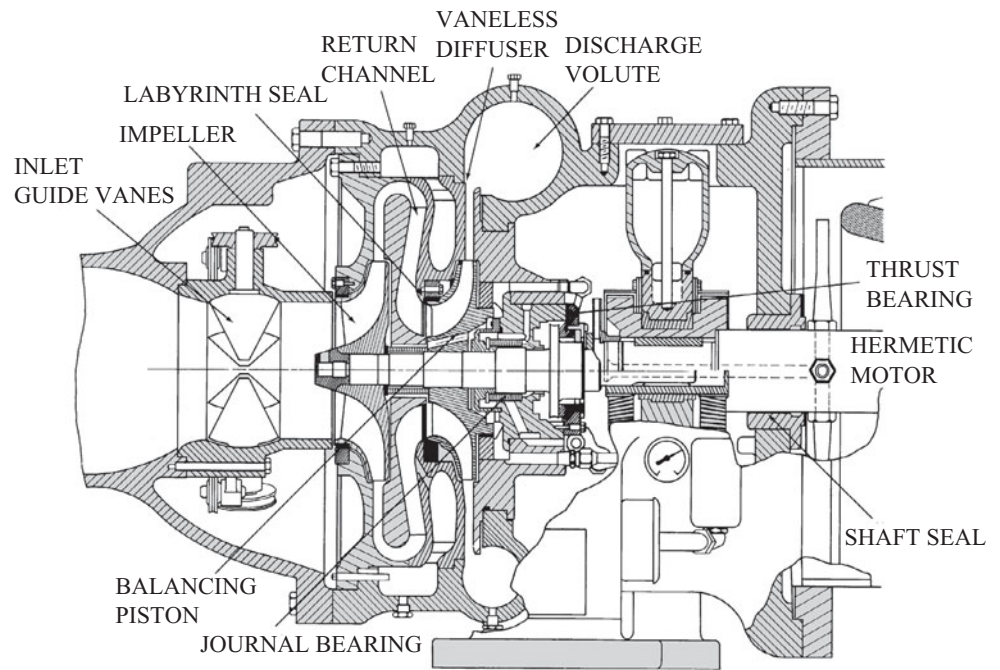 VANELESS
DIFFUSER
DISCHARGE
VOLUTE
RETURN
CHANNEL
LABYRINTH SEAL
IMPELLER
INLET
GUIDE VANES
THRUST
BEARING
HERMETIC
MOTOR
SHAFT SEAL
BALANCING
PISTON
JOURNAL BEARING